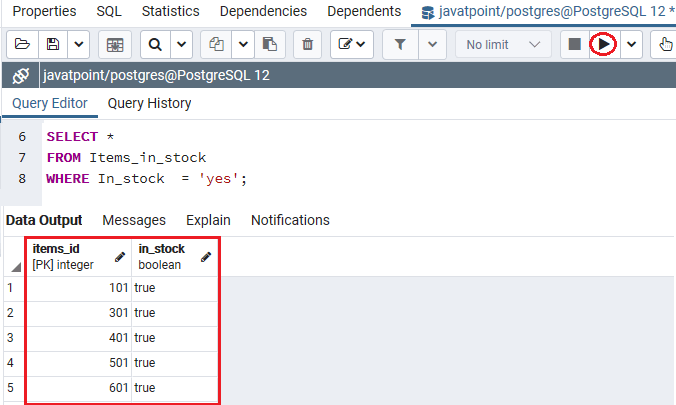 Properties SQL Statistics Dependencies Dependents javatpoint/postgres@PostgreSQL 12 *
No limit
javatpoint/postgres@PostgreSQL 12
Query Editor Query History
6 SELECT *
7 FROM Items_in_stock
8 WHERE In_stock = 'yes';
Data Output Messages Explain Notifications
items_id in_stock
[PK] integer boolean
1 101 true
2 301 true
3 401 true
4 501 true
5 601 true